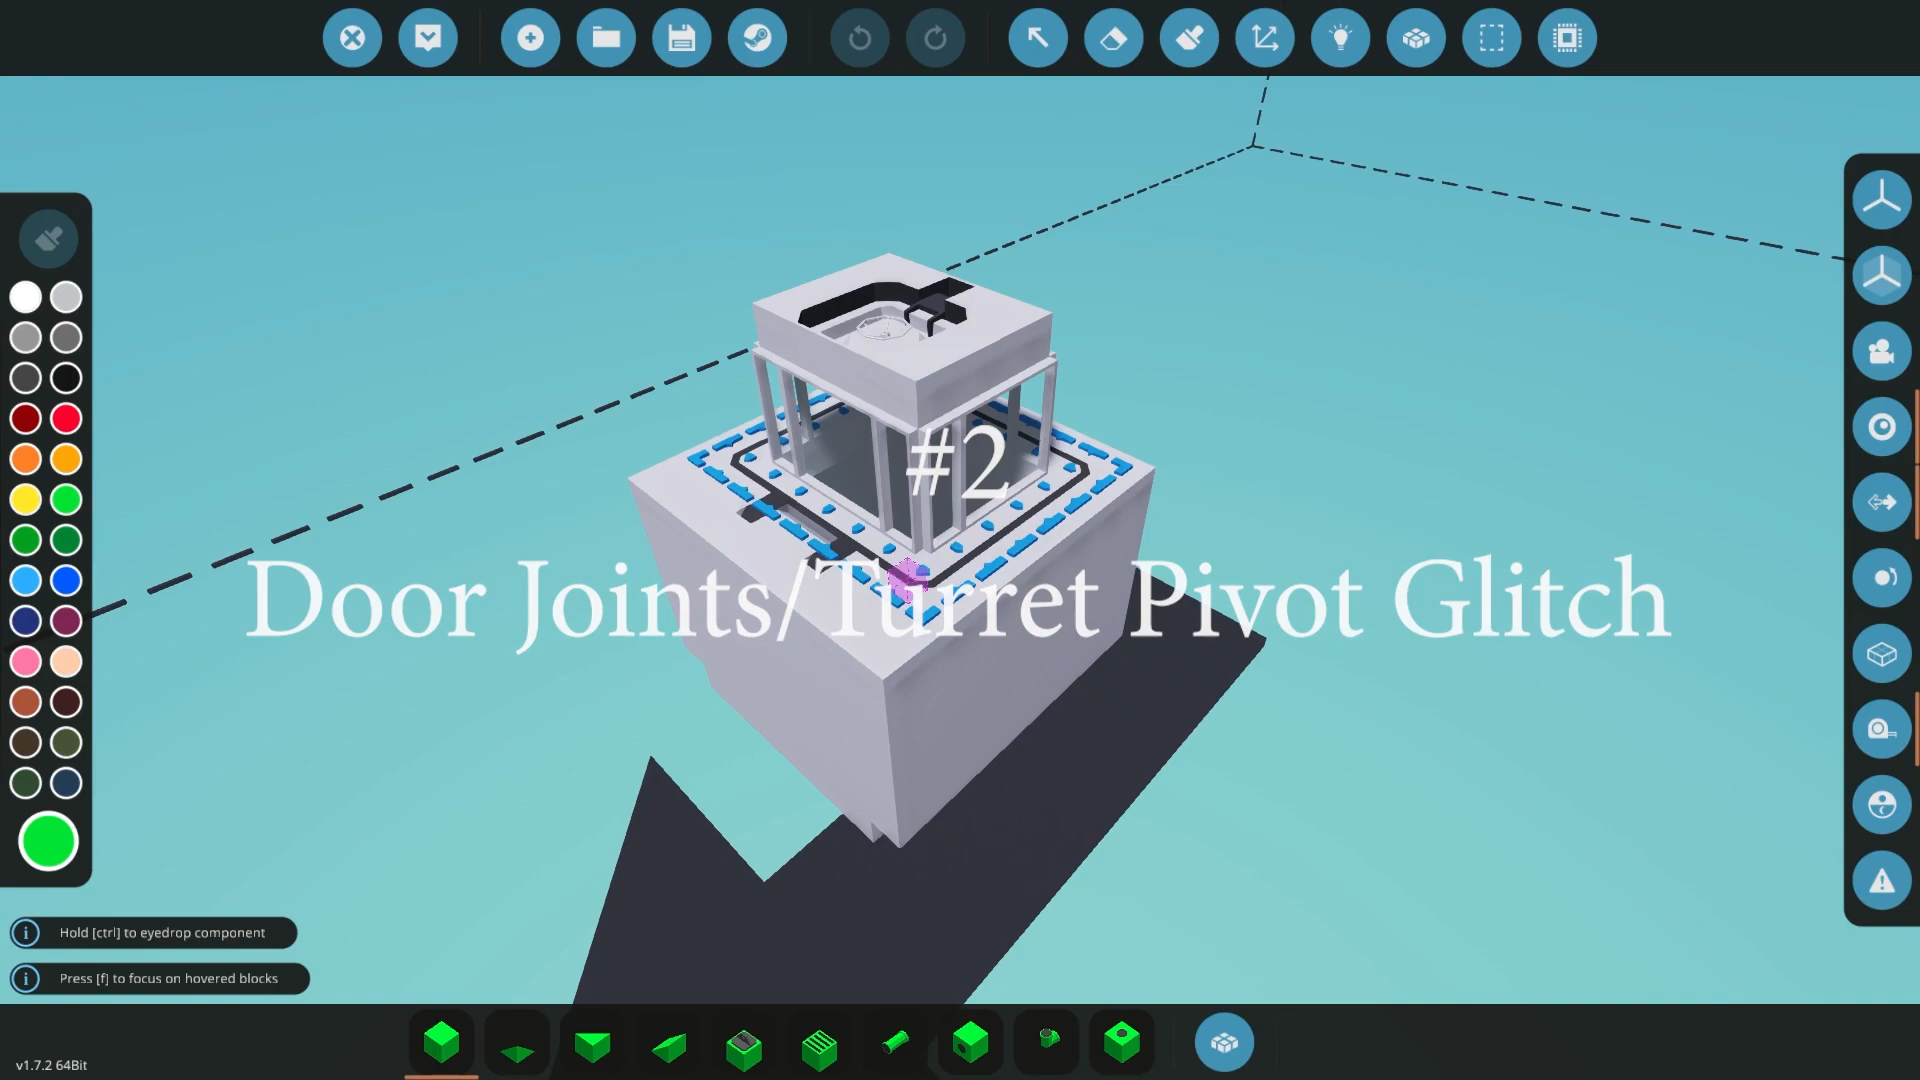 #2
Door Joints/Turret Pivot Glitch
Hold [ctrl] to eyedrop component
Press [f] to focus on hovered blocks
v1.7.2 64Bit